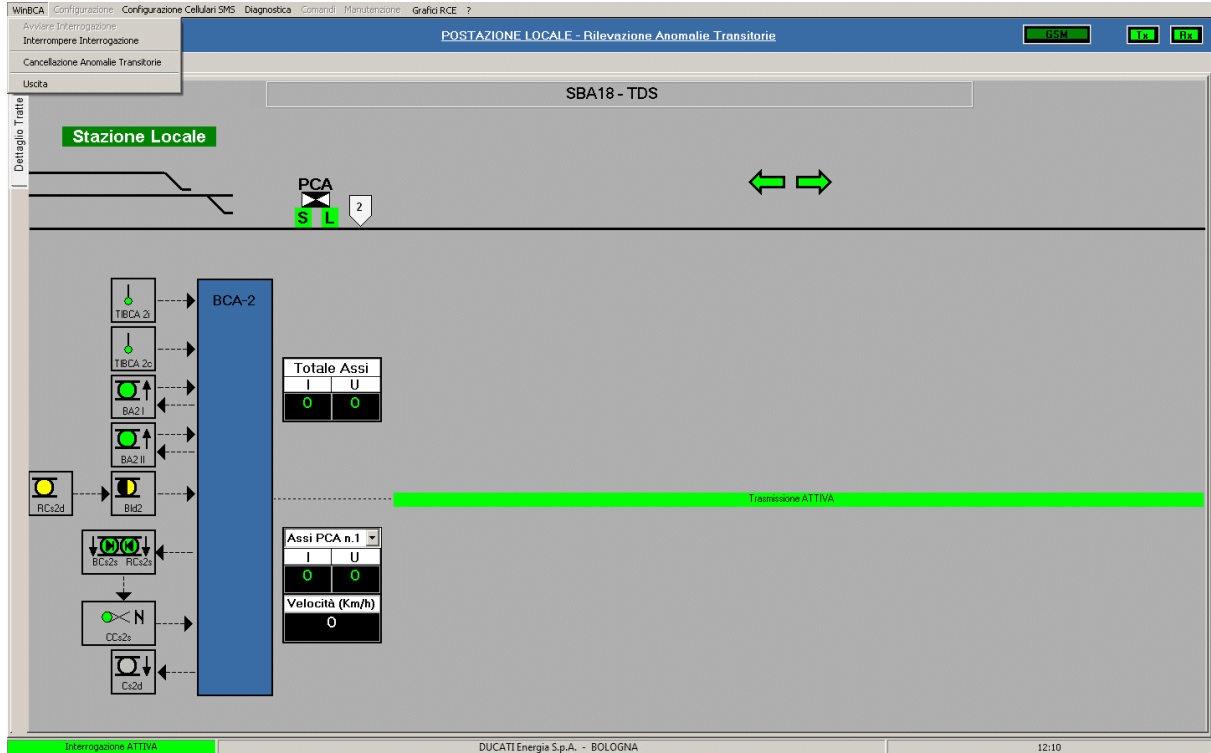 WinBCA Configurazione Configurazione Cellulari SMS Diagnostica Comandi Manutenzione Grafici RCE ?
Avviare Interrogazione
Interrompere Interrogazione
Cancellazione Anomalie Transitorie
Uscita
POSTAZIONE LOCALE - Rilevazione Anomalie Transitorie
GSM
Tx
Rx
SBA18 - TDS
Dettaglio Tratte
Stazione Locale
PCA
S L
2
BCA-2
TIBCA 2i
TIBCA 2c
BA2 I
BA2 II
RCs2d
Bld2
BCs2s RCs2s
N
CCs2s
Cs2d
Totale Assi
I U
0 0
Trasmissione ATTIVA
Assi PCA n.1
I U
0 0
Velocità (Km/h)
0
Interrogazione ATTIVA
DUCATI Energia S.p.A. - BOLOGNA
12:10